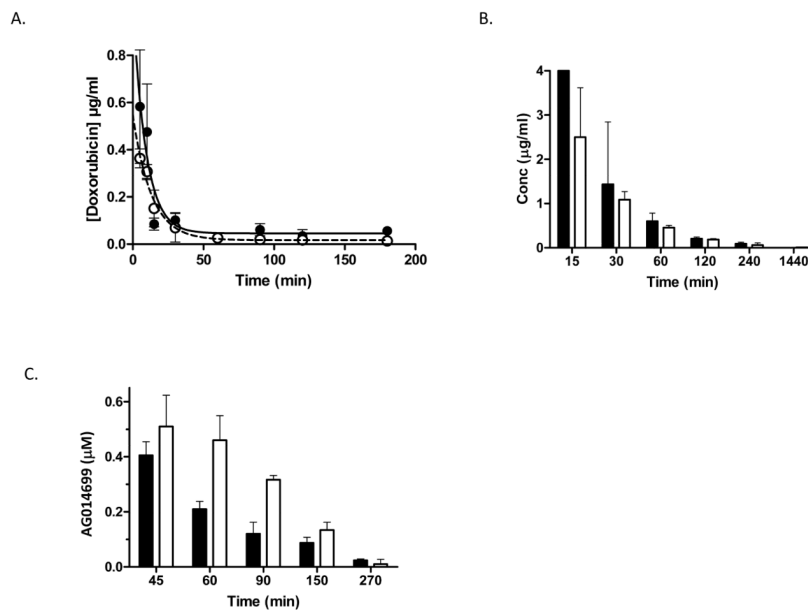 A.
[Doxorubicin] µg/ml
0.8
0.6
0.4
0.2
0.0
0 50 100 150 200
Time (min)
B.
Conc (µg/ml)
4
3
2
1
0
15 30 60 120 240 1440
Time (min)
C.
AG014699 (µM)
0.6
0.4
0.2
0.0
45 60 90 150 270
Time (min)